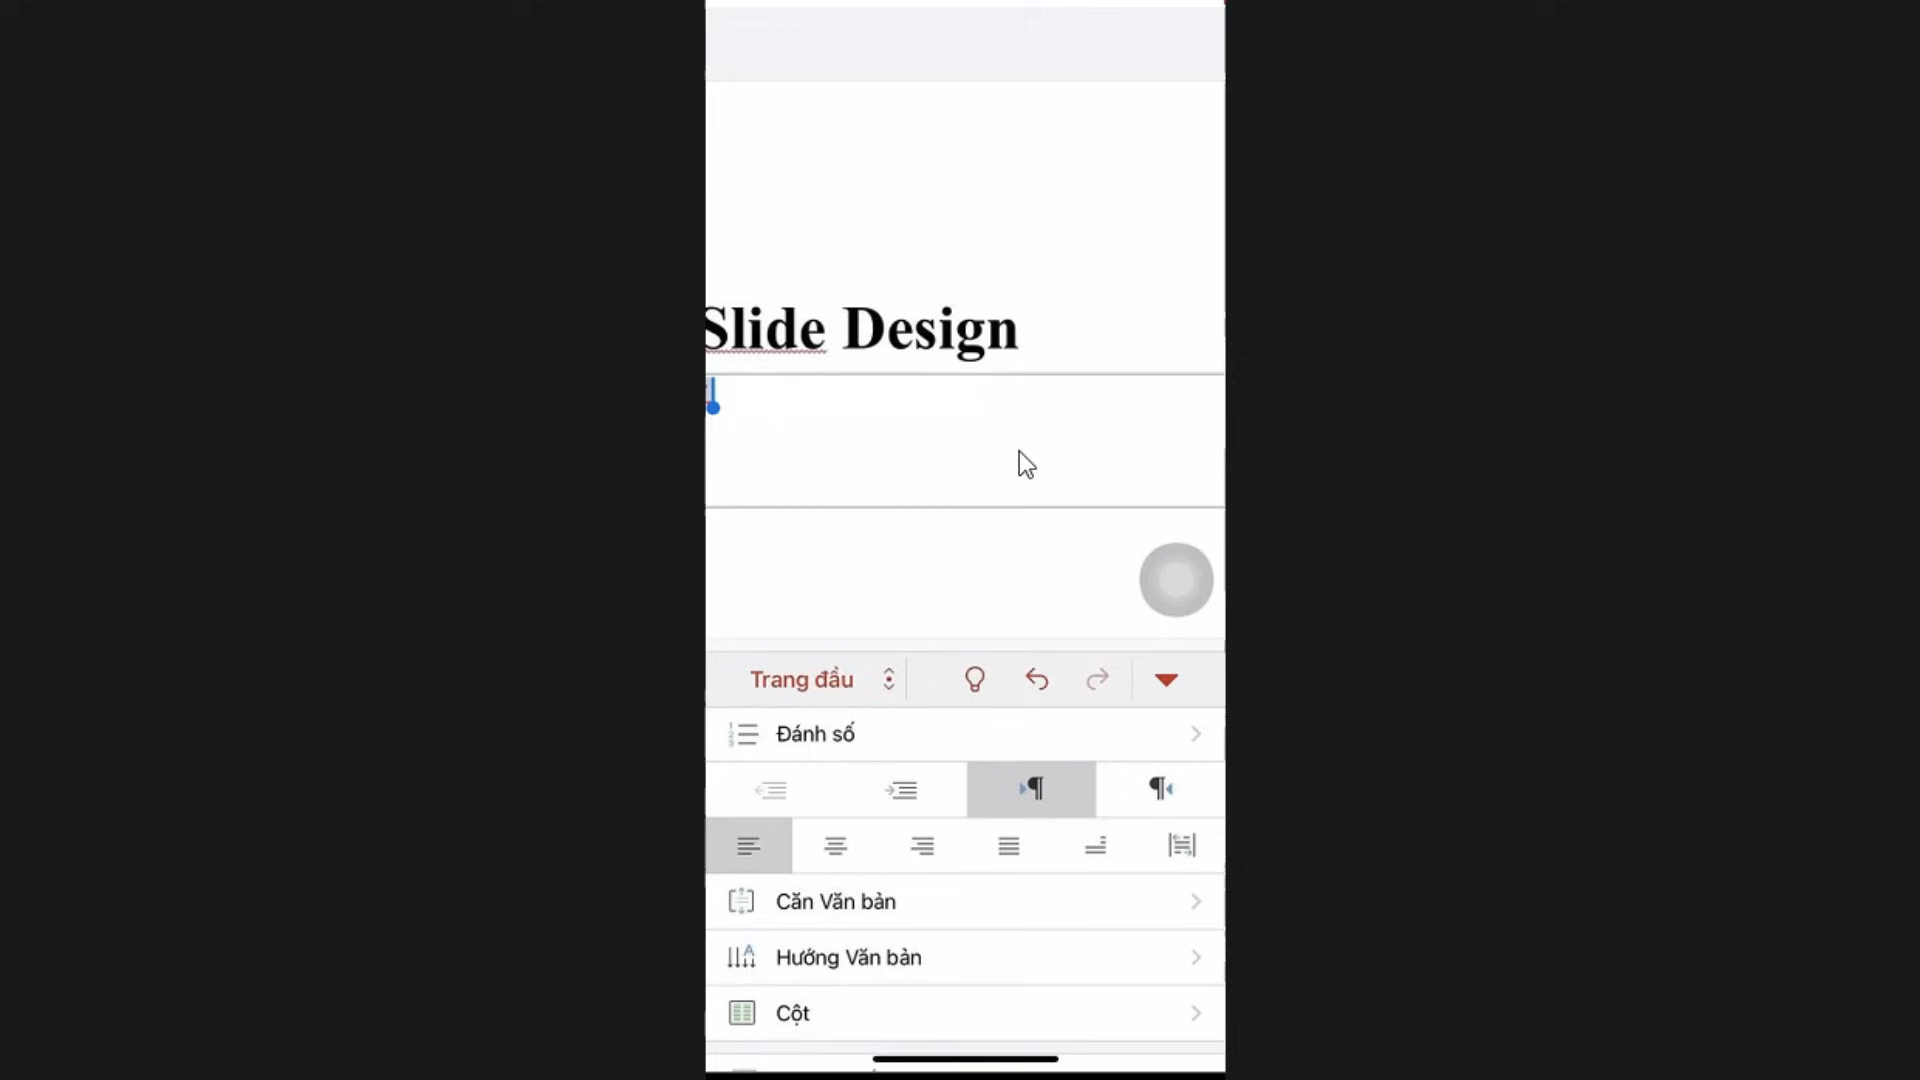 Slide Design
Trang đầu
Đánh số
Căn Văn bản
Hướng Văn bản
Cột